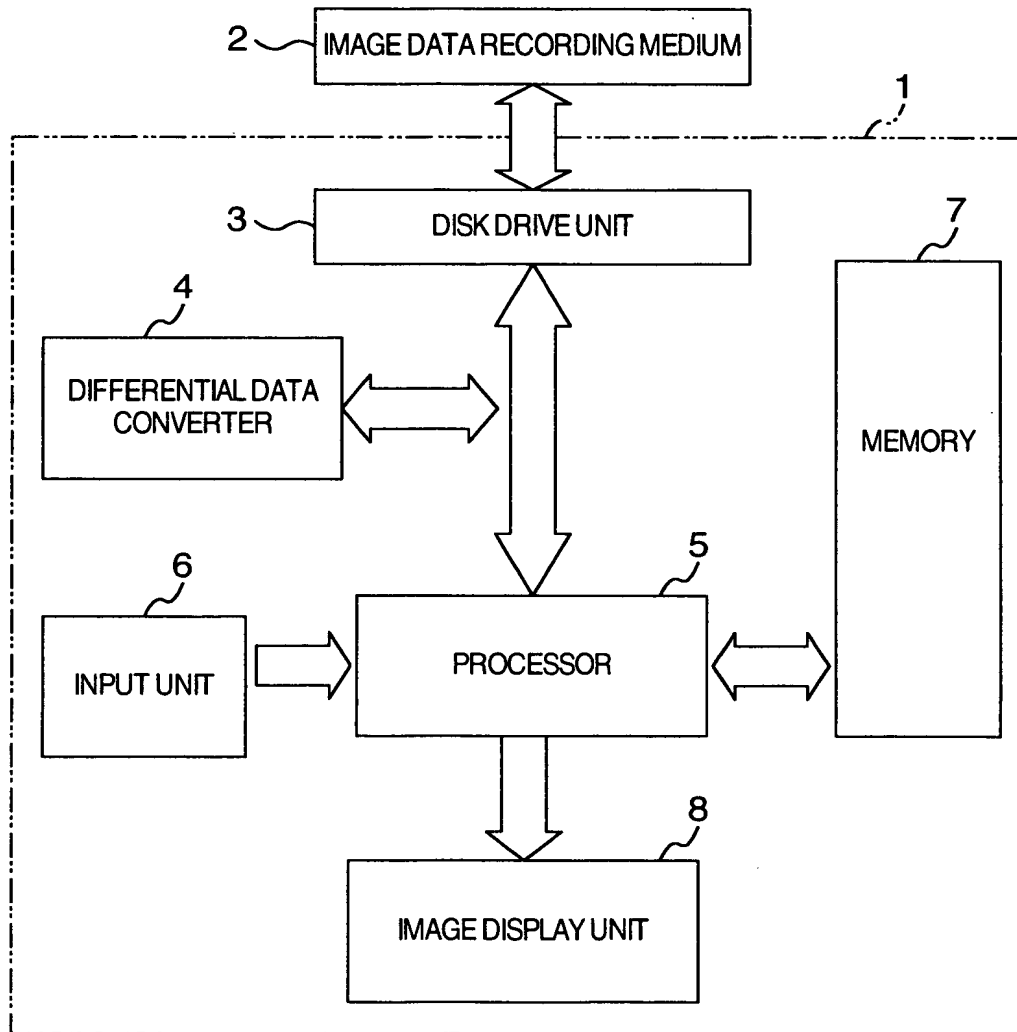 2
IMAGE DATA RECORDING MEDIUM
1
3
DISK DRIVE UNIT
7
4
DIFFERENTIAL DATA
CONVERTER
MEMORY
5
6
PROCESSOR
INPUT UNIT
8
IMAGE DISPLAY UNIT